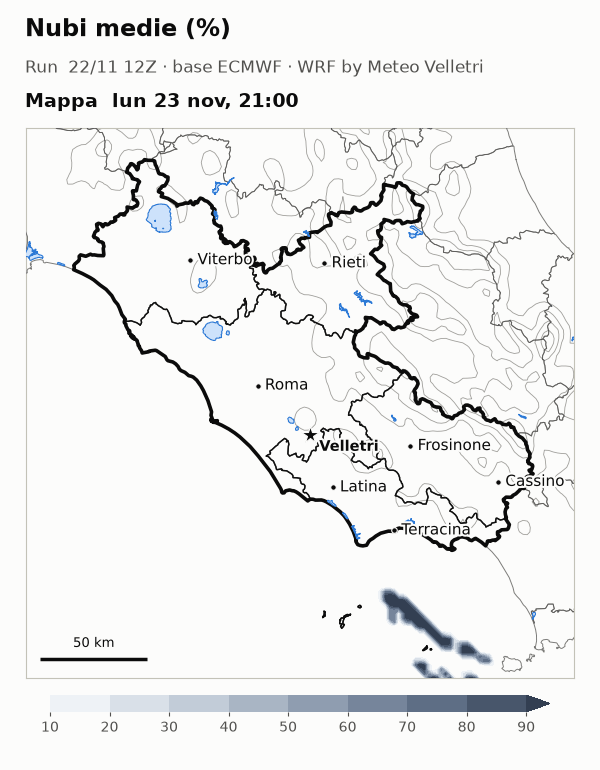 Nubi medie (%)
Run  22/11 12Z · base ECMWF · WRF by Meteo Velletri
Mappa  lun 23 nov, 21:00
Viterbo
Rieti
Roma
Velletri
Frosinone
Latina
Cassino
Terracina
50 km
10 20 30 40 50 60 70 80 90